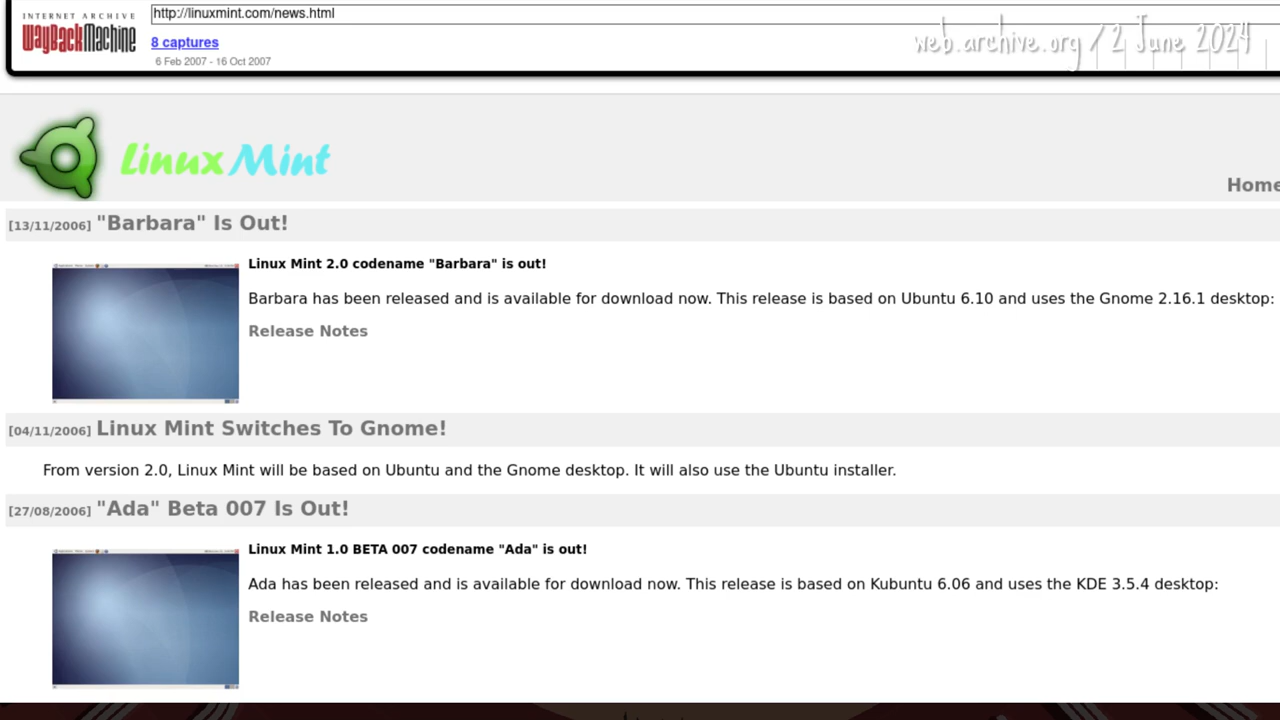 INTERNET ARCHIVE
WayBackMachine
http://linuxmint.com/news.html
8 captures
6 Feb 2007 - 16 Oct 2007
web.archive.org / 2 June 2024
Linux Mint
Home
[13/11/2006] "Barbara" Is Out!
Linux Mint 2.0 codename "Barbara" is out!
Barbara has been released and is available for download now. This release is based on Ubuntu 6.10 and uses the Gnome 2.16.1 desktop:
Release Notes
[04/11/2006] Linux Mint Switches To Gnome!
From version 2.0, Linux Mint will be based on Ubuntu and the Gnome desktop. It will also use the Ubuntu installer.
[27/08/2006] "Ada" Beta 007 Is Out!
Linux Mint 1.0 BETA 007 codename "Ada" is out!
Ada has been released and is available for download now. This release is based on Kubuntu 6.06 and uses the KDE 3.5.4 desktop:
Release Notes